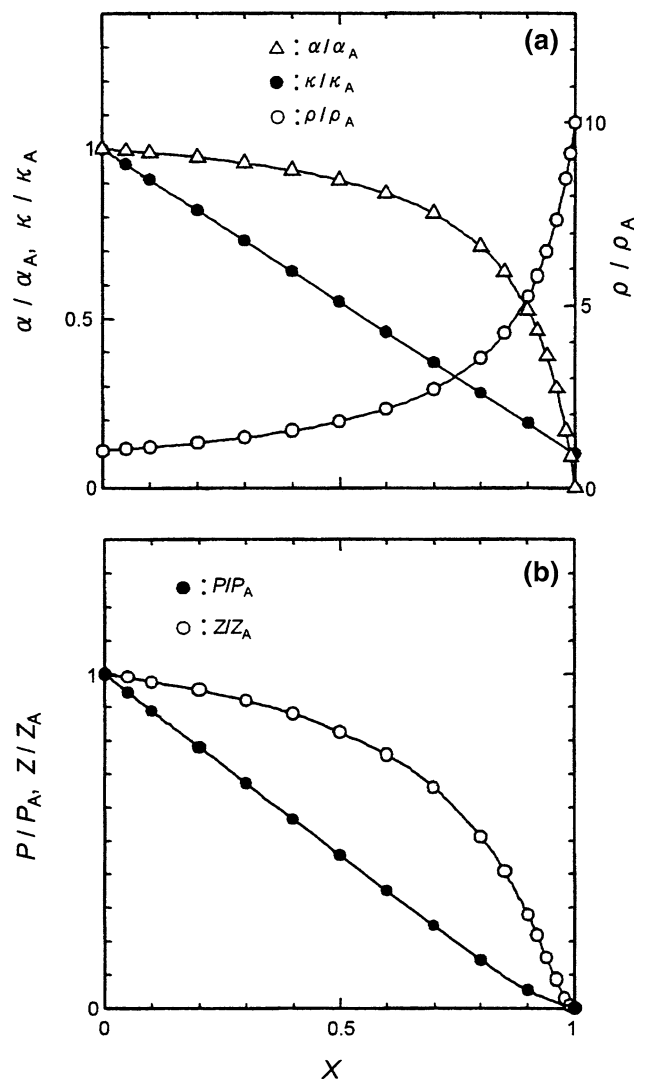 (a)
△ : α / α_A
● : κ / κ_A
○ : ρ / ρ_A
1
0.5
0
10
5
0
α / α_A, κ / κ_A
ρ / ρ_A
(b)
● : P/P_A
○ : Z/Z_A
1
0
P / P_A, Z / Z_A
0
0.5
1
X